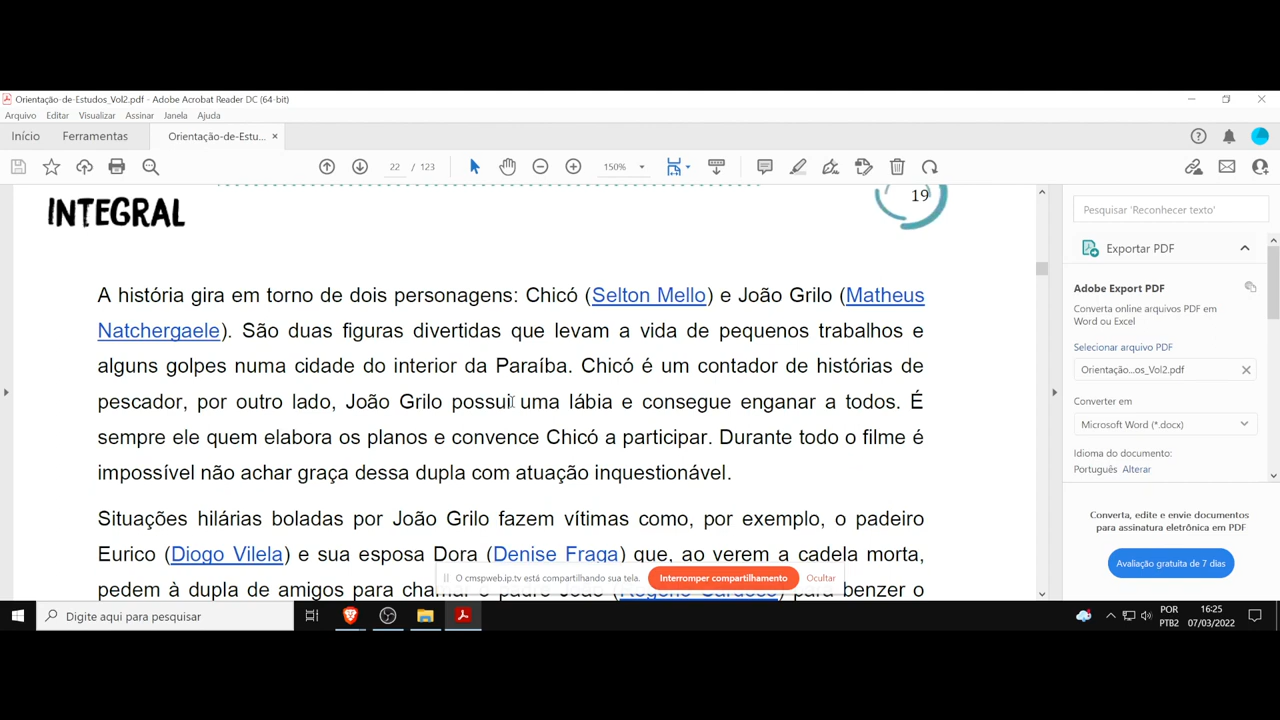 Orientação-de-Estudos_Vol2.pdf - Adobe Acrobat Reader DC (64-bit)
Arquivo Editar Visualizar Assinar Janela Ajuda
Início Ferramentas Orientação-de-Estu... ×
22 / 123 150%
INTEGRAL
19
A história gira em torno de dois personagens: Chicó (Selton Mello) e João Grilo (Matheus
Natchergaele). São duas figuras divertidas que levam a vida de pequenos trabalhos e
alguns golpes numa cidade do interior da Paraíba. Chicó é um contador de histórias de
pescador, por outro lado, João Grilo possui uma lábia e consegue enganar a todos. É
sempre ele quem elabora os planos e convence Chicó a participar. Durante todo o filme é
impossível não achar graça dessa dupla com atuação inquestionável.
Situações hilárias boladas por João Grilo fazem vítimas como, por exemplo, o padeiro
Eurico (Diogo Vilela) e sua esposa Dora (Denise Fraga) que, ao verem a cadela morta,
pedem à dupla de amigos para chamar o padre João (Rogério Cardoso) para benzer o
O cmspweb.ip.tv está compartilhando sua tela. Interromper compartilhamento Ocultar
Pesquisar 'Reconhecer texto'
Exportar PDF
Adobe Export PDF
Converta online arquivos PDF em
Word ou Excel
Selecionar arquivo PDF
Orientação...os_Vol2.pdf
Converter em
Microsoft Word (*.docx)
Idioma do documento:
Português Alterar
Converta, edite e envie documentos
para assinatura eletrônica em PDF
Avaliação gratuita de 7 dias
Digite aqui para pesquisar
POR
PTB2
16:25
07/03/2022